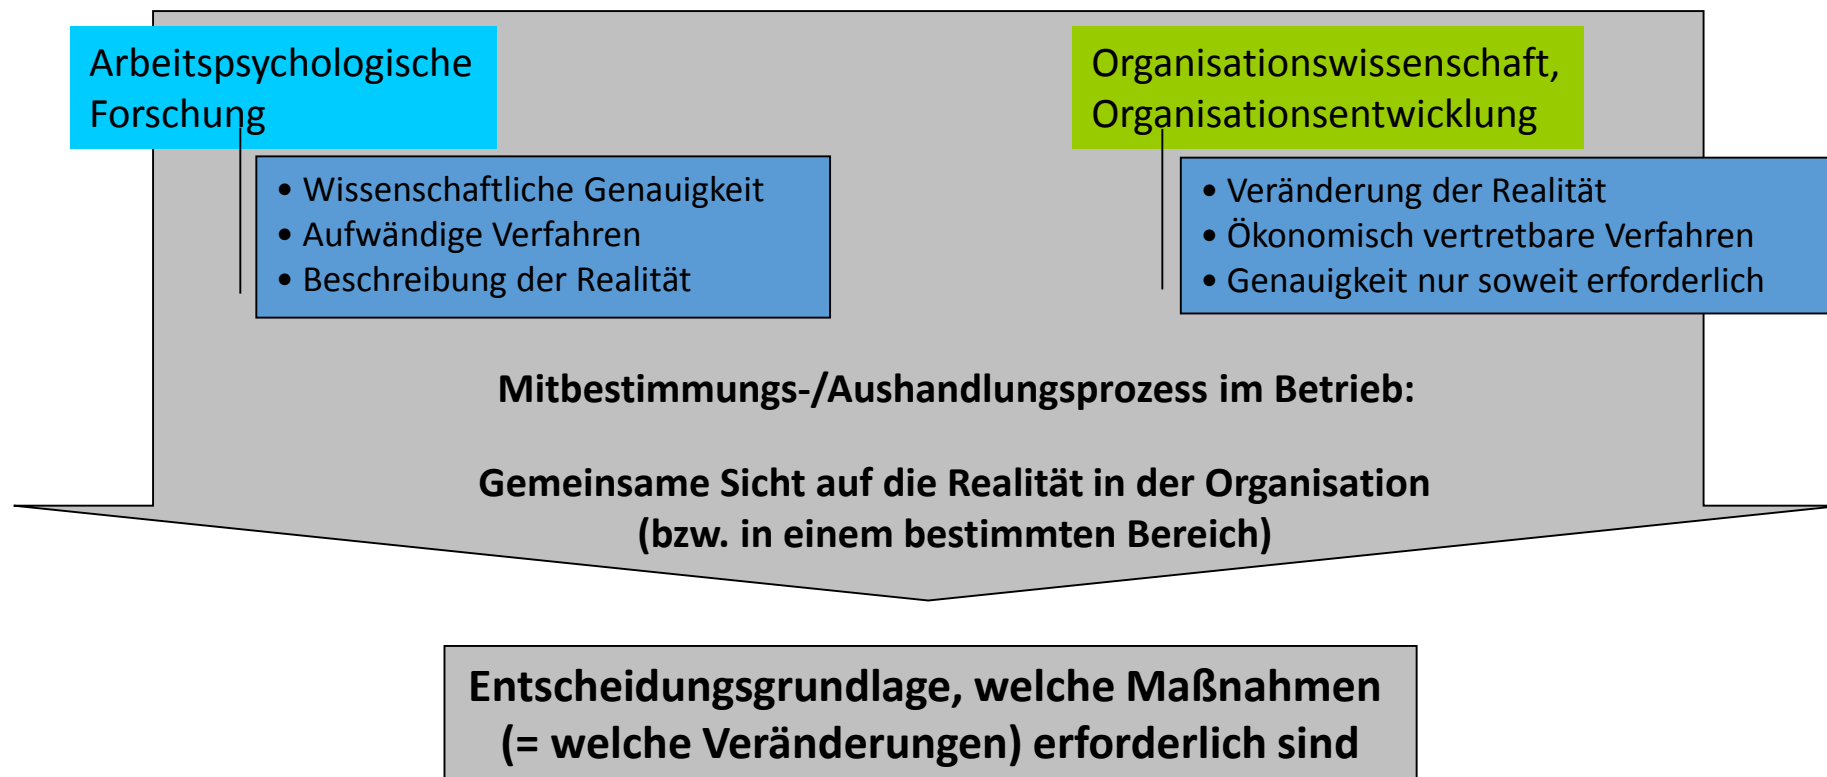 Arbeitspsychologische
Forschung
• Wissenschaftliche Genauigkeit
• Aufwändige Verfahren
• Beschreibung der Realität
Organisationswissenschaft,
Organisationsentwicklung
• Veränderung der Realität
• Ökonomisch vertretbare Verfahren
• Genauigkeit nur soweit erforderlich
Mitbestimmungs-/Aushandlungsprozess im Betrieb:
Gemeinsame Sicht auf die Realität in der Organisation
(bzw. in einem bestimmten Bereich)
Entscheidungsgrundlage, welche Maßnahmen
(= welche Veränderungen) erforderlich sind